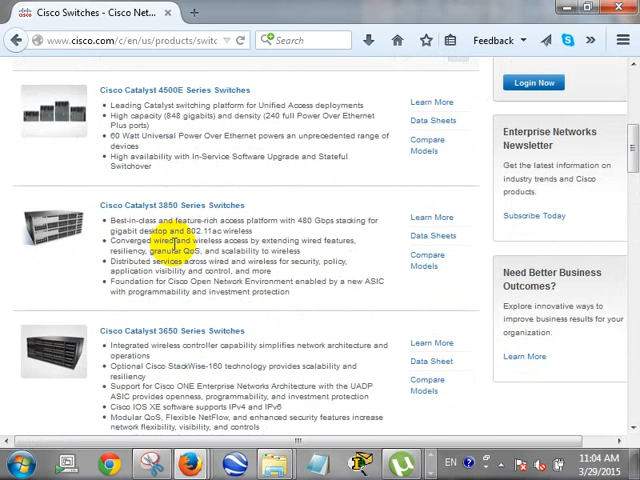 Cisco Switches - Cisco Net...
www.cisco.com/c/en/us/products/switc
Search
Feedback
Cisco Catalyst 4500E Series Switches
Leading Catalyst switching platform for Unified Access deployments
High capacity (848 gigabits) and density (240 full Power Over Ethernet
Plus ports)
60 Watt Universal Power Over Ethernet powers an unprecedented range of
devices
High availability with In-Service Software Upgrade and Stateful
Switchover
Learn More
Data Sheets
Compare
Models
Cisco Catalyst 3850 Series Switches
Best-in-class and feature-rich access platform with 480 Gbps stacking for
gigabit desktop and 802.11ac wireless
Converged wired and wireless access by extending wired features,
resiliency, granular QoS, and scalability to wireless
Distributed services across wired and wireless for security, policy,
application visibility and control, and more
Foundation for Cisco Open Network Environment enabled by a new ASIC
with programmability and investment protection
Learn More
Data Sheets
Compare
Models
Cisco Catalyst 3650 Series Switches
Integrated wireless controller capability simplifies network architecture and
operations
Optional Cisco StackWise-160 technology provides scalability and
resiliency
Support for Cisco ONE Enterprise Networks Architecture with the UADP
ASIC provides openness, programmability, and investment protection
Cisco IOS XE software supports IPv4 and IPv6
Modular QoS, Flexible NetFlow, and enhanced security features increase
network flexibility, visibility, and controls
Learn More
Data Sheet
Compare
Models
Login Now
Enterprise Networks
Newsletter
Get the latest information on
industry trends and Cisco
products.
Subscribe Today
Need Better Business
Outcomes?
Explore innovative ways to
improve business results for your
organization.
Learn More
EN
11:04 AM
3/29/2015